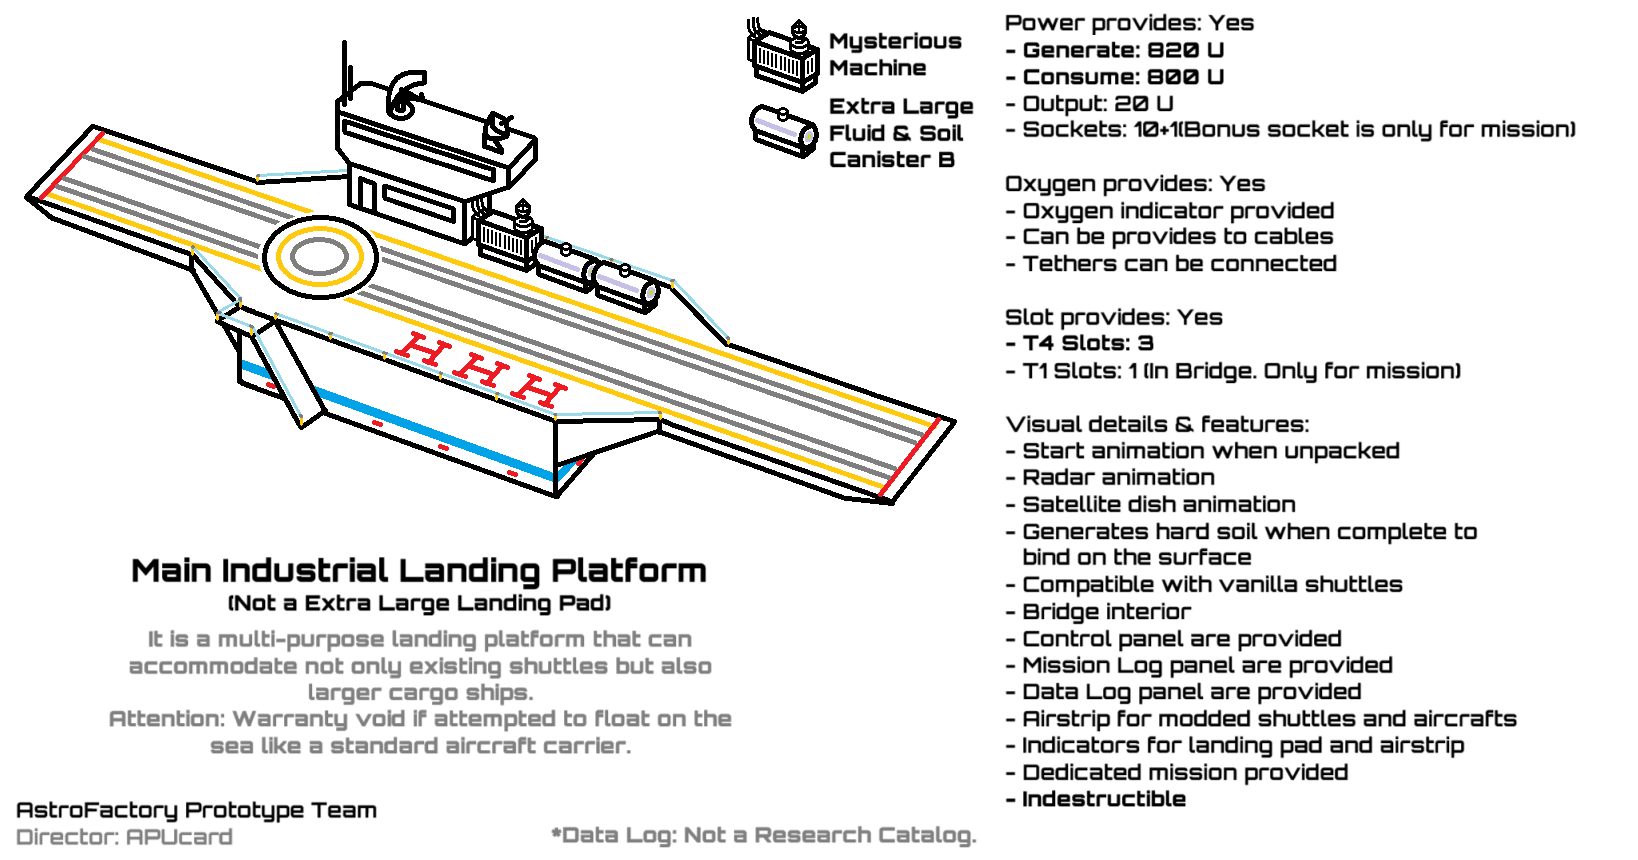 Mysterious
Machine
Extra Large
Fluid & Soil
Canister B
H H H
Main Industrial Landing Platform
(Not a Extra Large Landing Pad)
It is a multi-purpose landing platform that can
accommodate not only existing shuttles but also
larger cargo ships.
Attention: Warranty void if attempted to float on the
sea like a standard aircraft carrier.
AstroFactory Prototype Team
Director: APUcard
*Data Log: Not a Research Catalog.
Power provides: Yes
- Generate: 820 U
- Consume: 800 U
- Output: 20 U
- Sockets: 10+1(Bonus socket is only for mission)
Oxygen provides: Yes
- Oxygen indicator provided
- Can be provides to cables
- Tethers can be connected
Slot provides: Yes
- T4 Slots: 3
- T1 Slots: 1 (In Bridge. Only for mission)
Visual details & features:
- Start animation when unpacked
- Radar animation
- Satellite dish animation
- Generates hard soil when complete to
bind on the surface
- Compatible with vanilla shuttles
- Bridge interior
- Control panel are provided
- Mission Log panel are provided
- Data Log panel are provided
- Airstrip for modded shuttles and aircrafts
- Indicators for landing pad and airstrip
- Dedicated mission provided
- Indestructible